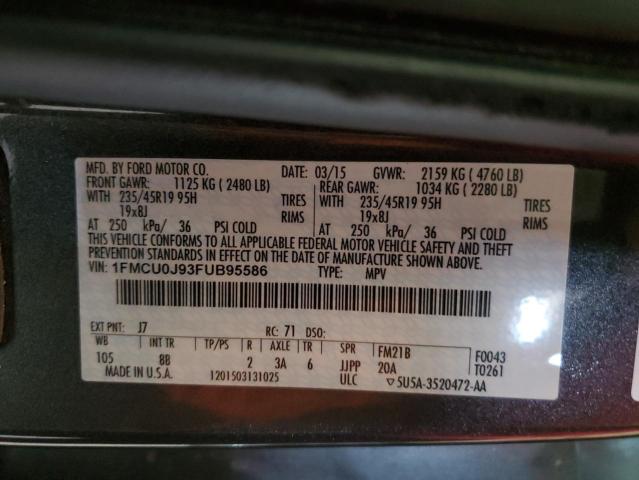 MFD. BY FORD MOTOR CO. DATE: 03/15 GVWR: 2159 KG ( 4760 LB)
FRONT GAWR: 1125 KG ( 2480 LB) REAR GAWR: 1034 KG ( 2280 LB)
WITH 235/45R19 95H TIRES WITH 235/45R19 95H TIRES
19x8J RIMS 19x8J RIMS
AT 250 kPa/ 36 PSI COLD AT 250 kPa/ 36 PSI COLD
THIS VEHICLE CONFORMS TO ALL APPLICABLE FEDERAL MOTOR VEHICLE SAFETY AND THEFT
PREVENTION STANDARDS IN EFFECT ON THE DATE OF MANUFACTURE SHOWN ABOVE.
VIN: 1FMCU0J93FUB95586 TYPE: MPV
EXT PNT: J7 RC: 71 DSO:
WB INT TR TP/PS R AXLE TR SPR FM21B F0043
105 8B 2 3A 6 JJPP 20A T0261
MADE IN U.S.A. 1201503131025 ULC ▽5U5A-3520472-AA